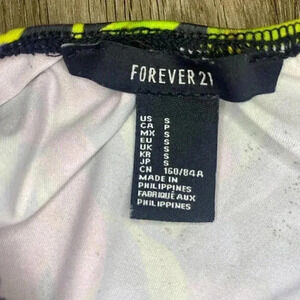 FOREVER 21
US S
CA P
MX S
EU S
UK S
KR S
JP S
CN 160/84A
MADE IN
PHILIPPINES
FABRIQUÉ AUX
PHILIPPINES